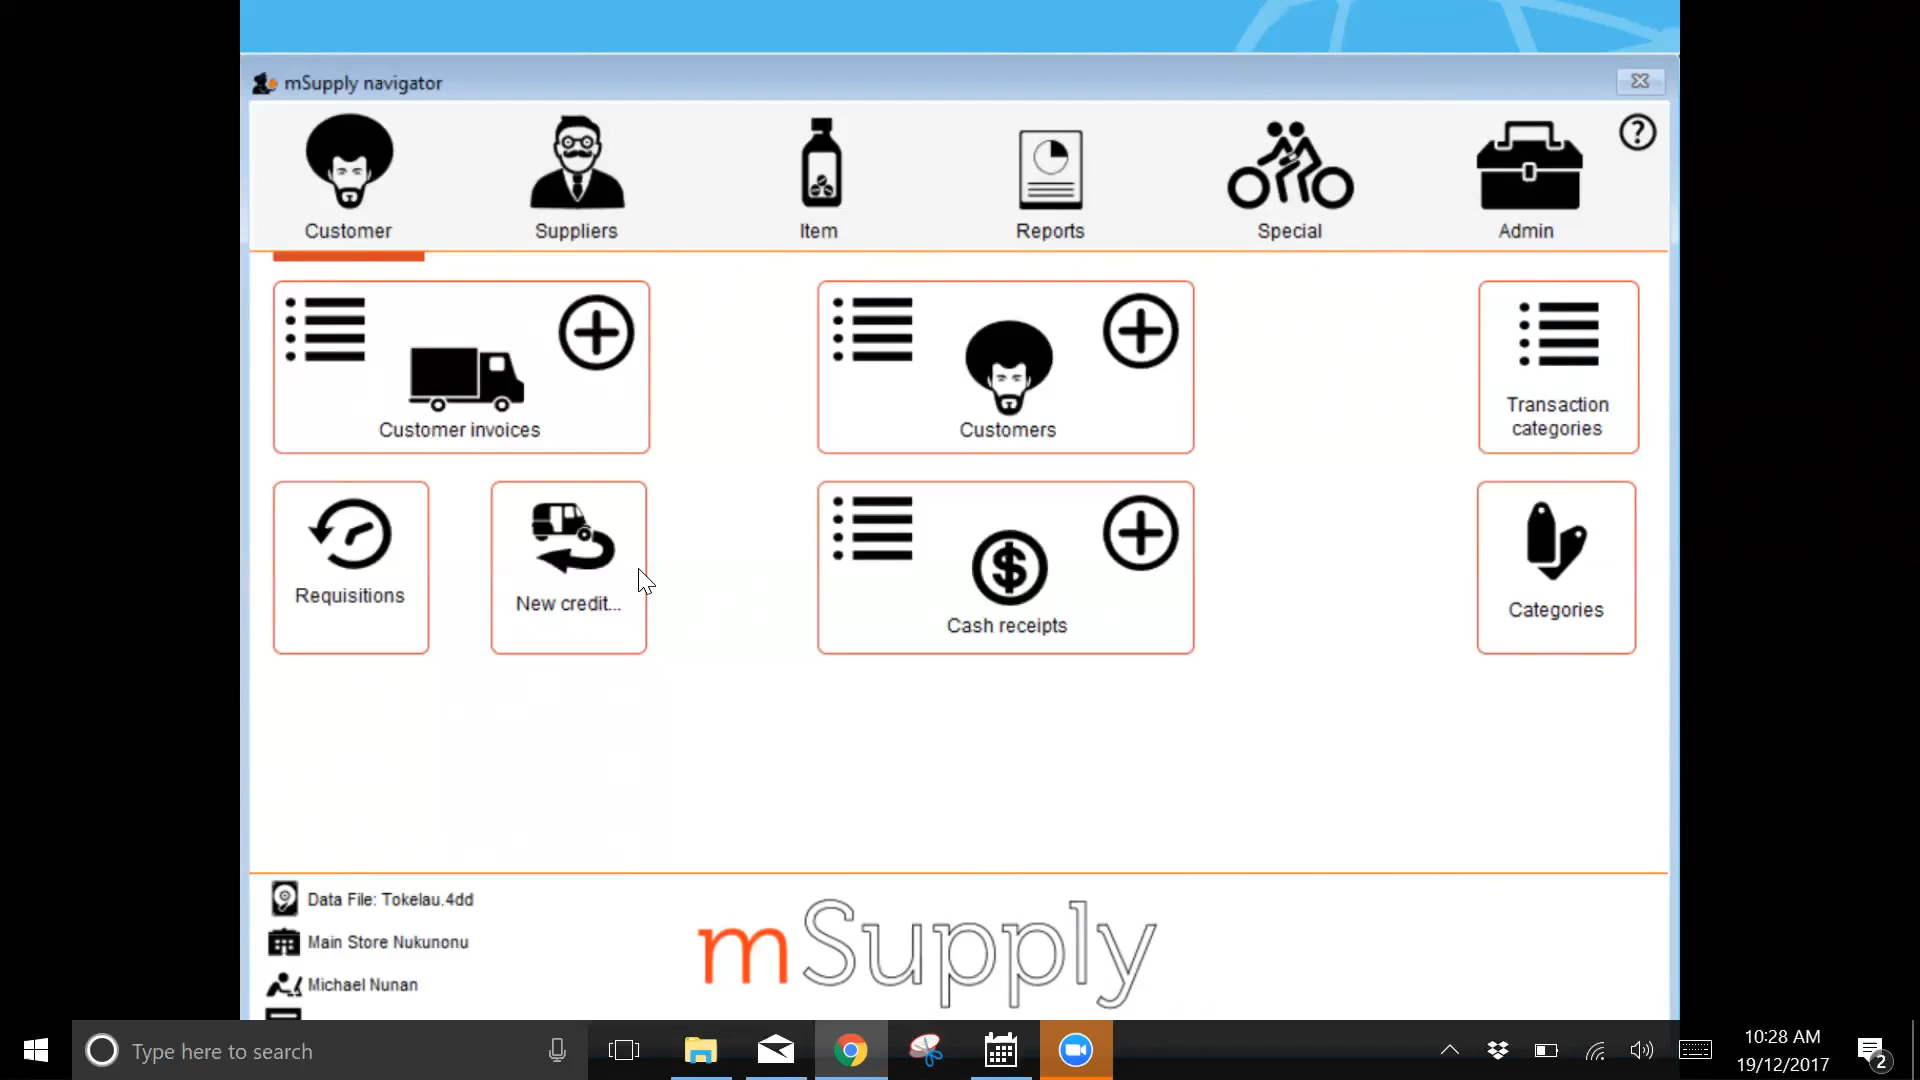 mSupply navigator
Customer
Suppliers
Item
Reports
Special
Admin
Customer invoices
Customers
Transaction
categories
Requisitions
New credit...
Cash receipts
Categories
Data File: Tokelau.4dd
Main Store Nukunonu
Michael Nunan
mSupply
Type here to search
10:28 AM
19/12/2017
2